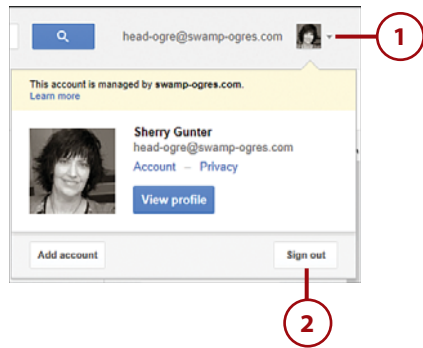 head-ogre@swamp-ogres.com
1
This account is managed by swamp-ogres.com.
Learn more
Sherry Gunter
head-ogre@swamp-ogres.com
Account – Privacy
View profile
Add account
Sign out
2